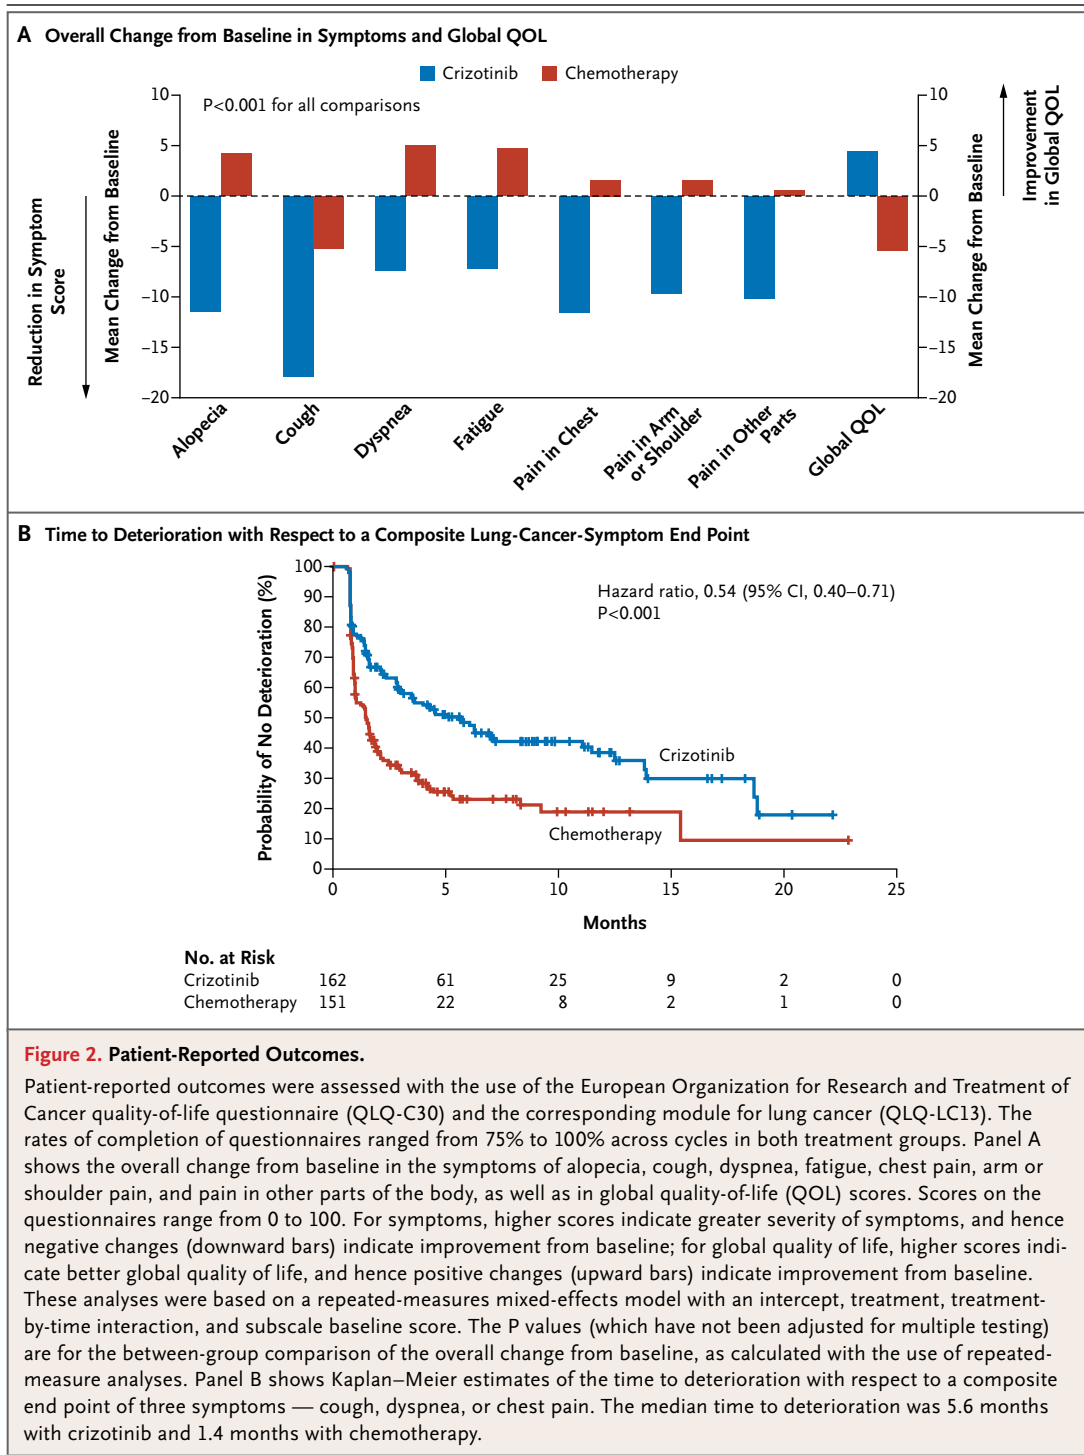 A Overall Change from Baseline in Symptoms and Global QOL
Crizotinib Chemotherapy
P<0.001 for all comparisons
Reduction in Symptom
Score
Mean Change from Baseline
10
5
0
–5
–10
–15
–20
10
5
0
–5
–10
–15
–20
Mean Change from Baseline
Improvement
in Global QOL
Alopecia
Cough
Dyspnea
Fatigue
Pain in Chest
Pain in Arm
or Shoulder
Pain in Other
Parts
Global QOL
B Time to Deterioration with Respect to a Composite Lung-Cancer-Symptom End Point
Probability of No Deterioration (%)
100
90
80
70
60
50
40
30
20
10
0
Hazard ratio, 0.54 (95% CI, 0.40–0.71)
P<0.001
Crizotinib
Chemotherapy
0 5 10 15 20 25
Months
No. at Risk
Crizotinib 162 61 25 9 2 0
Chemotherapy 151 22 8 2 1 0
Figure 2. Patient-Reported Outcomes.
Patient-reported outcomes were assessed with the use of the European Organization for Research and Treatment of
Cancer quality-of-life questionnaire (QLQ-C30) and the corresponding module for lung cancer (QLQ-LC13). The
rates of completion of questionnaires ranged from 75% to 100% across cycles in both treatment groups. Panel A
shows the overall change from baseline in the symptoms of alopecia, cough, dyspnea, fatigue, chest pain, arm or
shoulder pain, and pain in other parts of the body, as well as in global quality-of-life (QOL) scores. Scores on the
questionnaires range from 0 to 100. For symptoms, higher scores indicate greater severity of symptoms, and hence
negative changes (downward bars) indicate improvement from baseline; for global quality of life, higher scores indi-
cate better global quality of life, and hence positive changes (upward bars) indicate improvement from baseline.
These analyses were based on a repeated-measures mixed-effects model with an intercept, treatment, treatment-
by-time interaction, and subscale baseline score. The P values (which have not been adjusted for multiple testing)
are for the between-group comparison of the overall change from baseline, as calculated with the use of repeated-
measure analyses. Panel B shows Kaplan–Meier estimates of the time to deterioration with respect to a composite
end point of three symptoms — cough, dyspnea, or chest pain. The median time to deterioration was 5.6 months
with crizotinib and 1.4 months with chemotherapy.